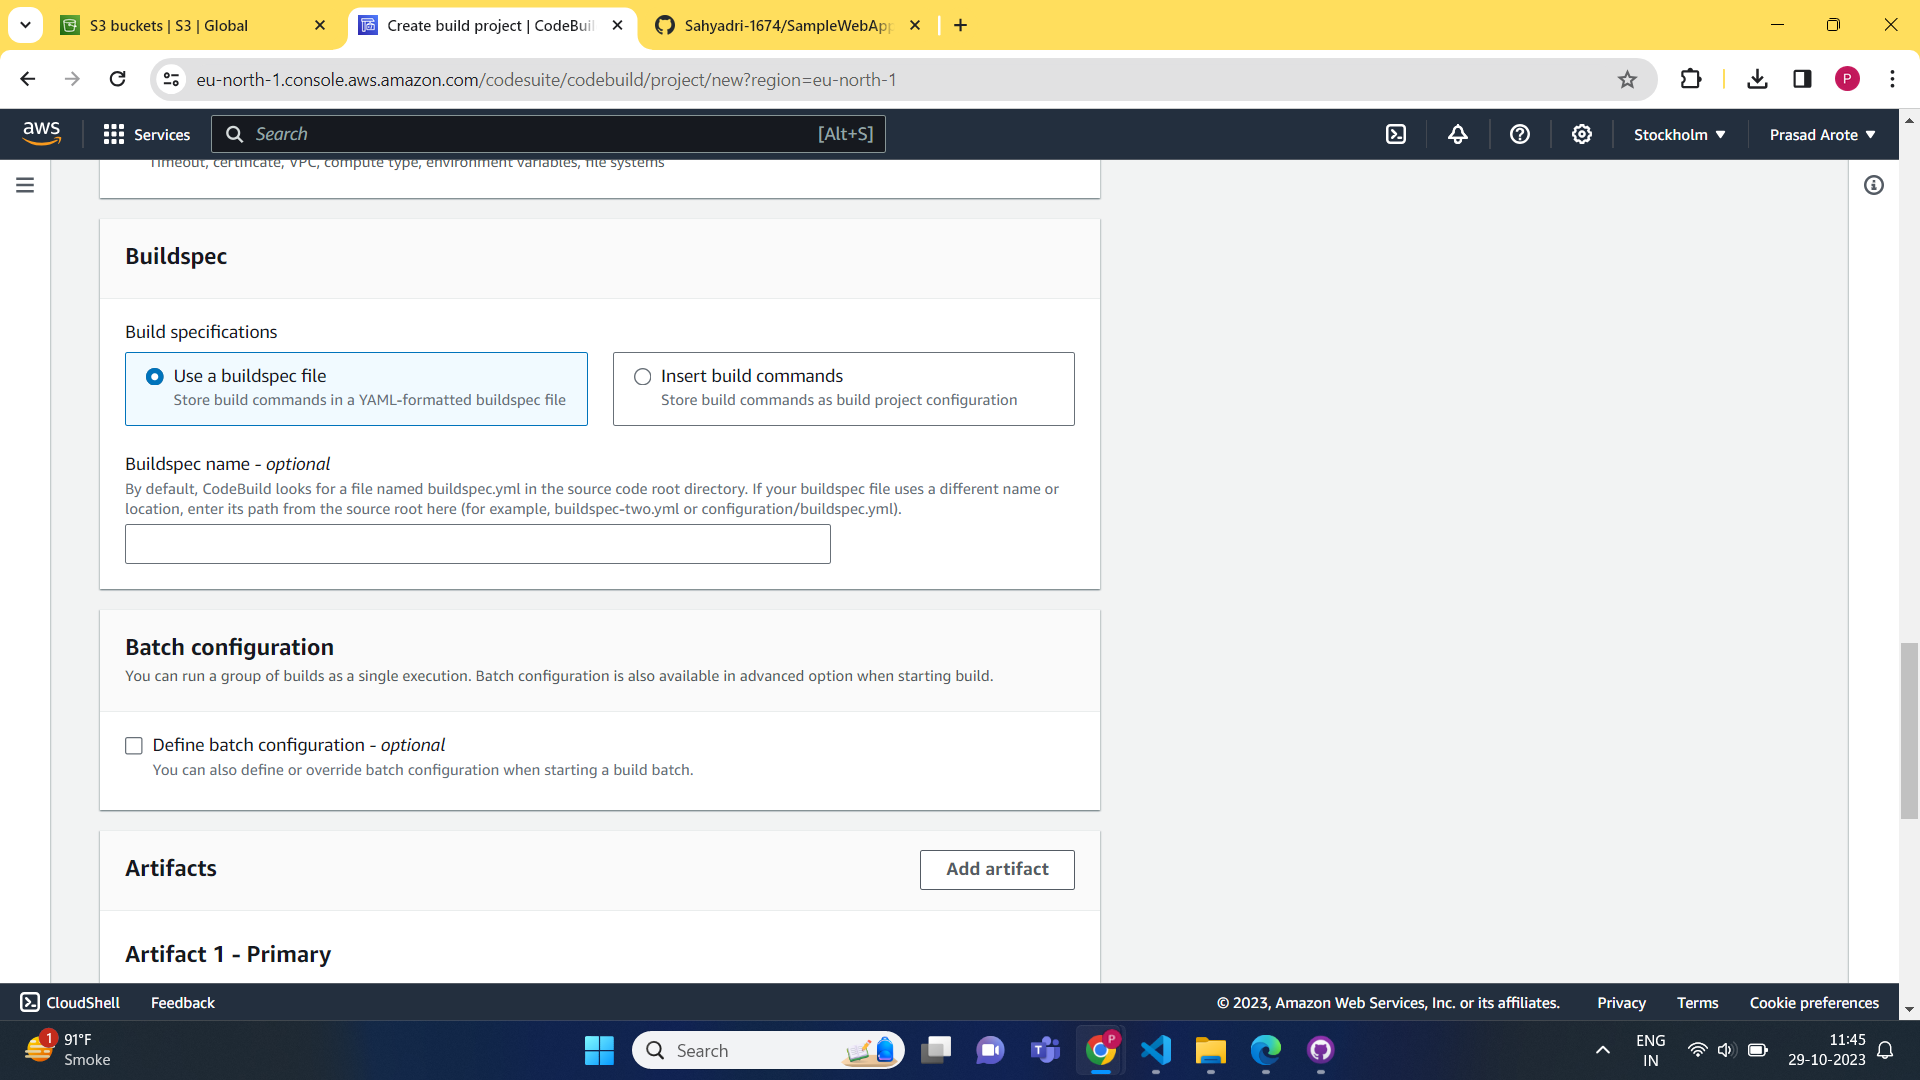 S3 buckets | S3 | Global
Create build project | CodeBuil
Sahyadri-1674/SampleWebApp
eu-north-1.console.aws.amazon.com/codesuite/codebuild/project/new?region=eu-north-1
P
aws
Services
Search
[Alt+S]
Stockholm
Prasad Arote
Timeout, certificate, VPC, compute type, environment variables, file systems
Buildspec
Build specifications
Use a buildspec file
Store build commands in a YAML-formatted buildspec file
Insert build commands
Store build commands as build project configuration
Buildspec name - optional
By default, CodeBuild looks for a file named buildspec.yml in the source code root directory. If your buildspec file uses a different name or
location, enter its path from the source root here (for example, buildspec-two.yml or configuration/buildspec.yml).
Batch configuration
You can run a group of builds as a single execution. Batch configuration is also available in advanced option when starting build.
Define batch configuration - optional
You can also define or override batch configuration when starting a build batch.
Artifacts
Add artifact
Artifact 1 - Primary
CloudShell
Feedback
© 2023, Amazon Web Services, Inc. or its affiliates.
Privacy
Terms
Cookie preferences
1
91°F
Smoke
Search
P
ENG
IN
11:45
29-10-2023